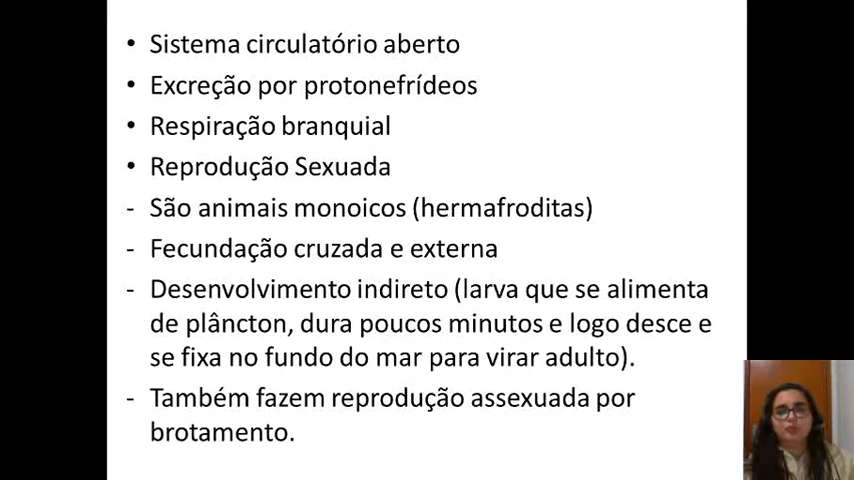 • Sistema circulatório aberto
• Excreção por protonefrídeos
• Respiração branquial
• Reprodução Sexuada
- São animais monoicos (hermafroditas)
- Fecundação cruzada e externa
- Desenvolvimento indireto (larva que se alimenta
de plâncton, dura poucos minutos e logo desce e
se fixa no fundo do mar para virar adulto).
- Também fazem reprodução assexuada por
brotamento.